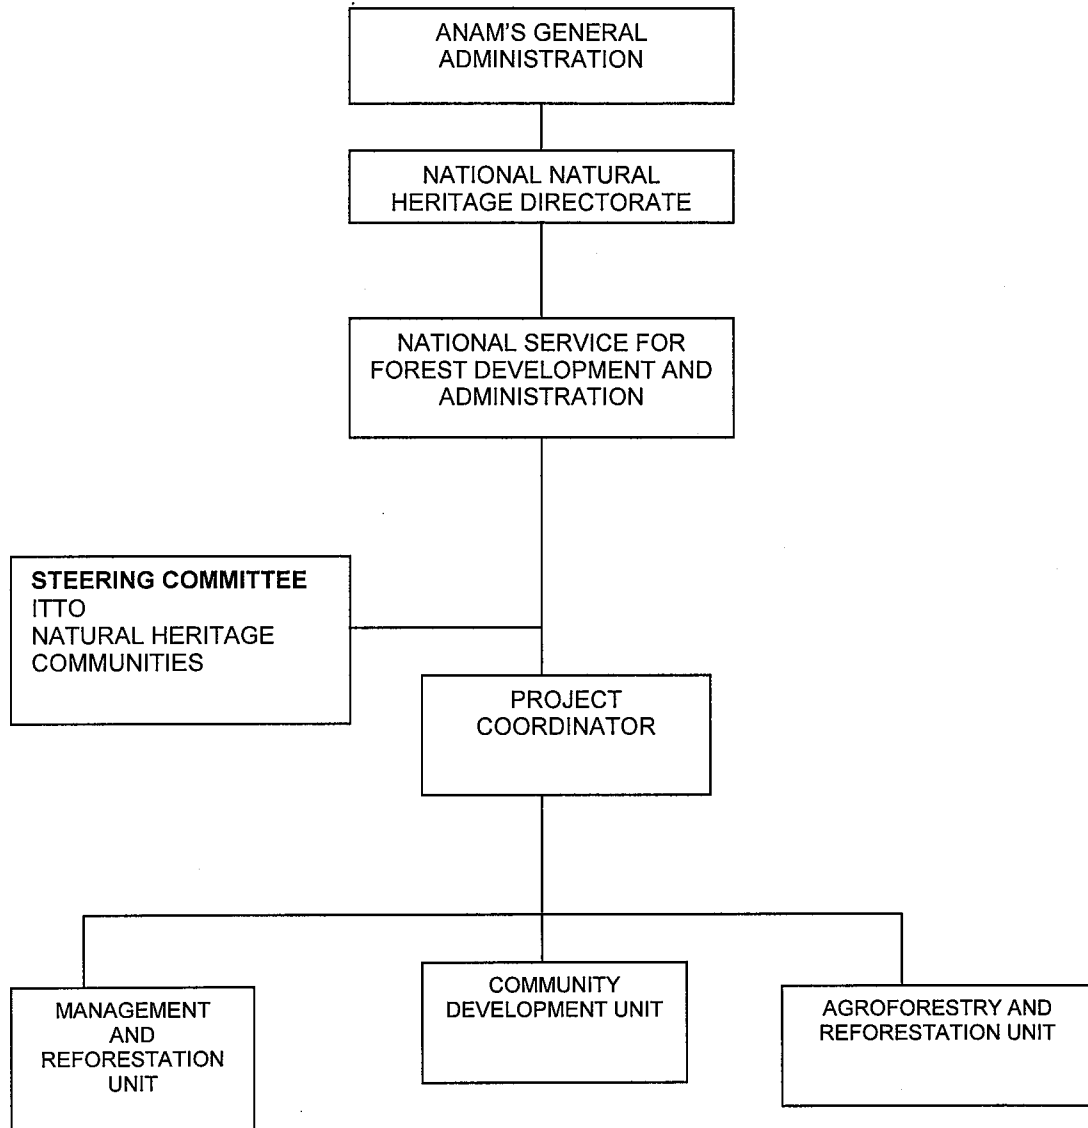 ANAM'S GENERAL
ADMINISTRATION
NATIONAL NATURAL
HERITAGE DIRECTORATE
NATIONAL SERVICE FOR
FOREST DEVELOPMENT AND
ADMINISTRATION
STEERING COMMITTEE
ITTO
NATURAL HERITAGE
COMMUNITIES
PROJECT
COORDINATOR
MANAGEMENT
AND
REFORESTATION
UNIT
COMMUNITY
DEVELOPMENT UNIT
AGROFORESTRY AND
REFORESTATION UNIT